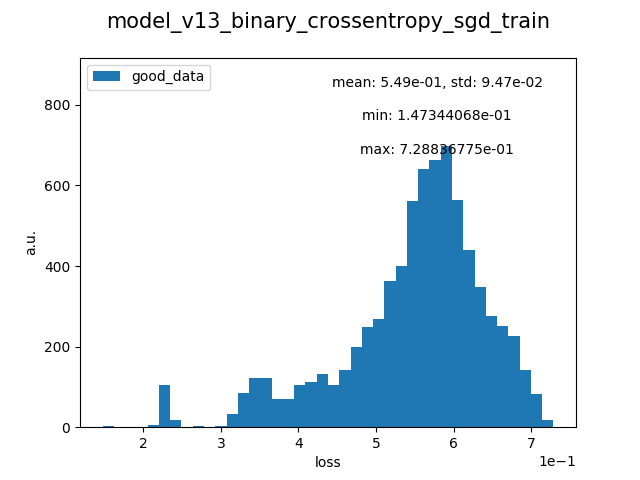 model_v13_binary_crossentropy_sgd_train
good_data
mean: 5.49e-01, std: 9.47e-02
min: 1.47344068e-01
max: 7.28836775e-01
a.u.
800
600
400
200
0
2 3 4 5 6 7
1e−1
loss